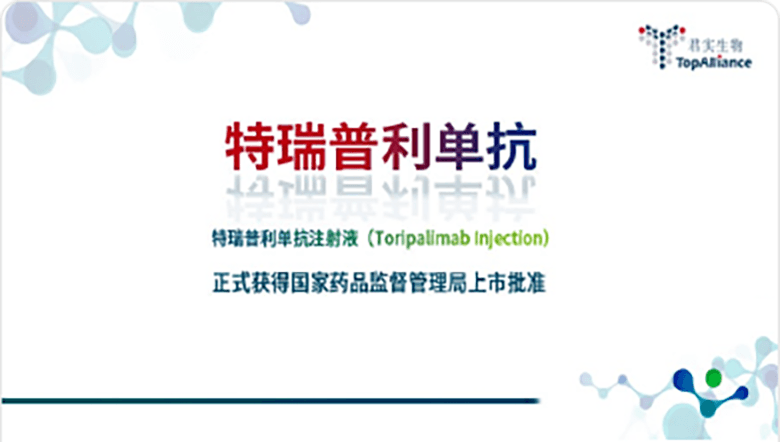 君实生物
TopAlliance
特瑞普利单抗
特瑞普利单抗注射液（Toripalimab Injection）
正式获得国家药品监督管理局上市批准